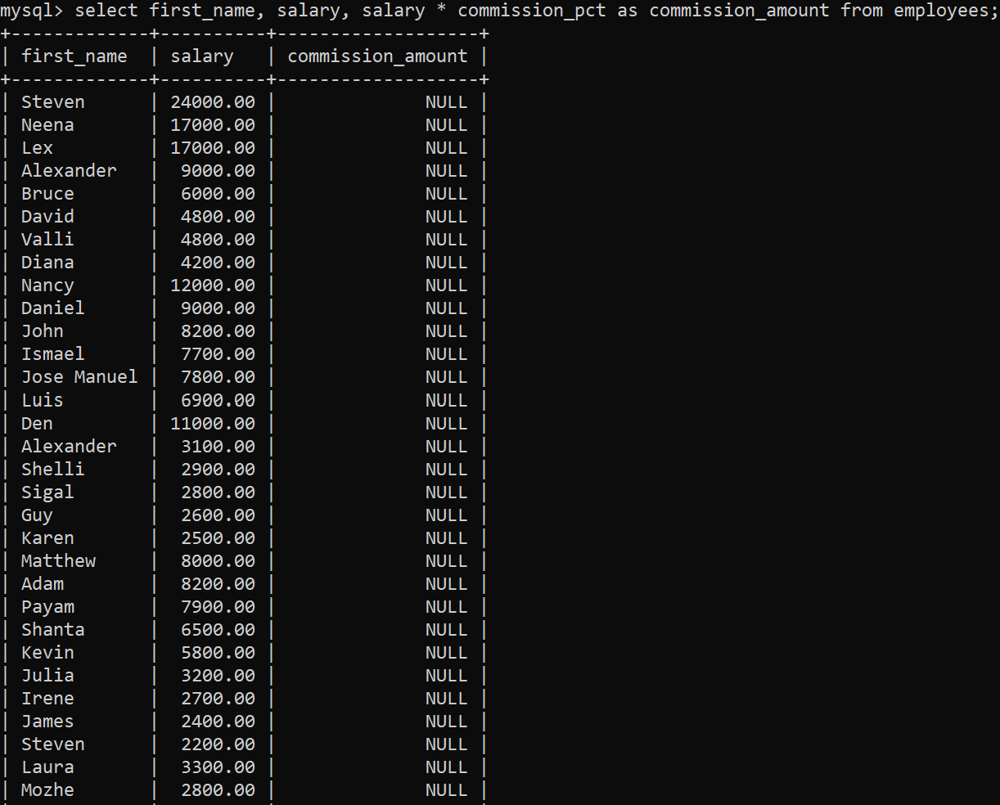 mysql> select first_name, salary, salary * commission_pct as commission_amount from employees;
+-------------+----------+-------------------+
| first_name  | salary   | commission_amount |
+-------------+----------+-------------------+
| Steven      | 24000.00 |              NULL |
| Neena       | 17000.00 |              NULL |
| Lex         | 17000.00 |              NULL |
| Alexander   |  9000.00 |              NULL |
| Bruce       |  6000.00 |              NULL |
| David       |  4800.00 |              NULL |
| Valli       |  4800.00 |              NULL |
| Diana       |  4200.00 |              NULL |
| Nancy       | 12000.00 |              NULL |
| Daniel      |  9000.00 |              NULL |
| John        |  8200.00 |              NULL |
| Ismael      |  7700.00 |              NULL |
| Jose Manuel |  7800.00 |              NULL |
| Luis        |  6900.00 |              NULL |
| Den         | 11000.00 |              NULL |
| Alexander   |  3100.00 |              NULL |
| Shelli      |  2900.00 |              NULL |
| Sigal       |  2800.00 |              NULL |
| Guy         |  2600.00 |              NULL |
| Karen       |  2500.00 |              NULL |
| Matthew     |  8000.00 |              NULL |
| Adam        |  8200.00 |              NULL |
| Payam       |  7900.00 |              NULL |
| Shanta      |  6500.00 |              NULL |
| Kevin       |  5800.00 |              NULL |
| Julia       |  3200.00 |              NULL |
| Irene       |  2700.00 |              NULL |
| James       |  2400.00 |              NULL |
| Steven      |  2200.00 |              NULL |
| Laura       |  3300.00 |              NULL |
| Mozhe       |  2800.00 |              NULL |